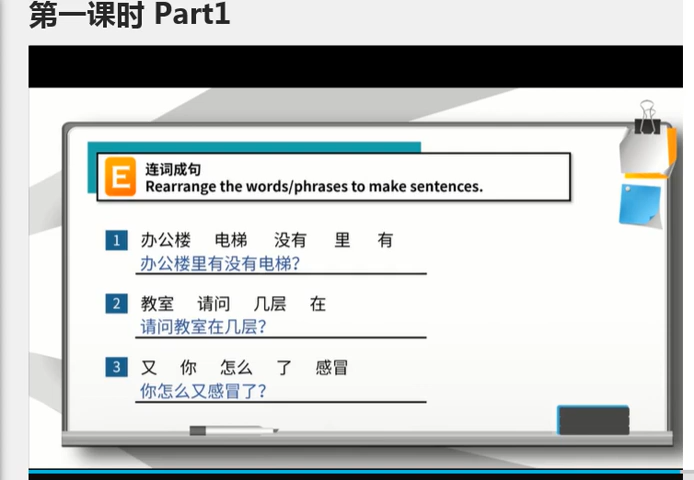 第一课时 Part1
E
连词成句
Rearrange the words/phrases to make sentences.
1 办公楼 电梯 没有 里 有
办公楼里有没有电梯?
2 教室 请问 几层 在
请问教室在几层?
3 又 你 怎么 了 感冒
你怎么又感冒了?